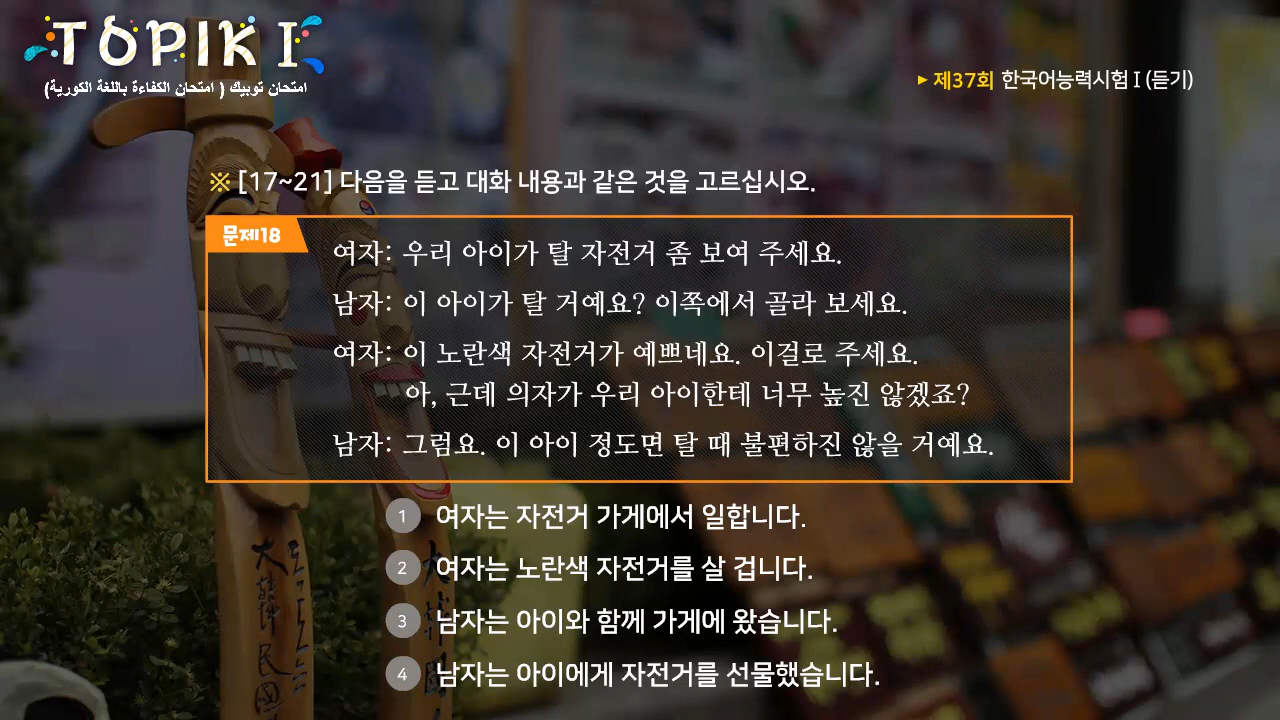 TOPIK I
امتحان توبيك ( امتحان الكفاءة باللغة الكورية)
▶ 제37회 한국어능력시험 I (듣기)
※ [17~21] 다음을 듣고 대화 내용과 같은 것을 고르십시오.
문제18
여자: 우리 아이가 탈 자전거 좀 보여 주세요.
남자: 이 아이가 탈 거예요? 이쪽에서 골라 보세요.
여자: 이 노란색 자전거가 예쁘네요. 이걸로 주세요.
아, 근데 의자가 우리 아이한테 너무 높진 않겠죠?
남자: 그럼요. 이 아이 정도면 탈 때 불편하진 않을 거예요.
1 여자는 자전거 가게에서 일합니다.
2 여자는 노란색 자전거를 살 겁니다.
3 남자는 아이와 함께 가게에 왔습니다.
4 남자는 아이에게 자전거를 선물했습니다.
大韓民國